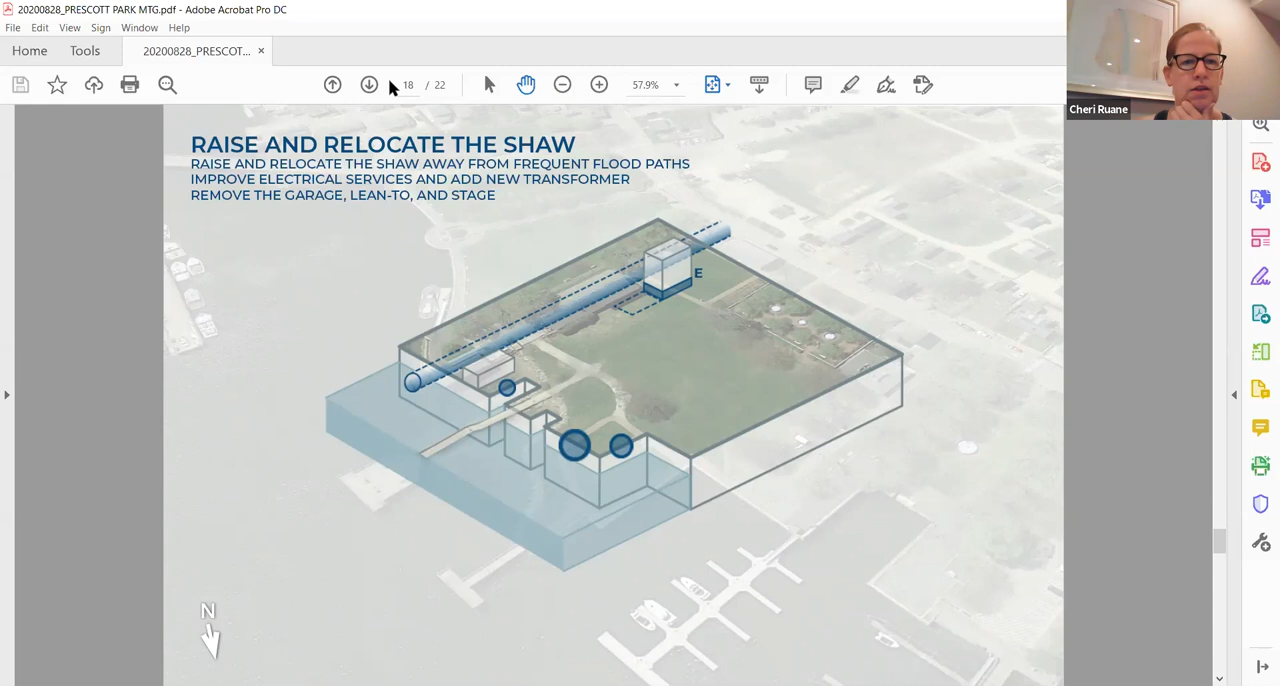 20200828_PRESCOTT PARK MTG.pdf - Adobe Acrobat Pro DC
File Edit View Sign Window Help
Home Tools 20200828_PRESCOT... ×
18 / 22 57.9%
Cheri Ruane
RAISE AND RELOCATE THE SHAW
RAISE AND RELOCATE THE SHAW AWAY FROM FREQUENT FLOOD PATHS
IMPROVE ELECTRICAL SERVICES AND ADD NEW TRANSFORMER
REMOVE THE GARAGE, LEAN-TO, AND STAGE
E
N